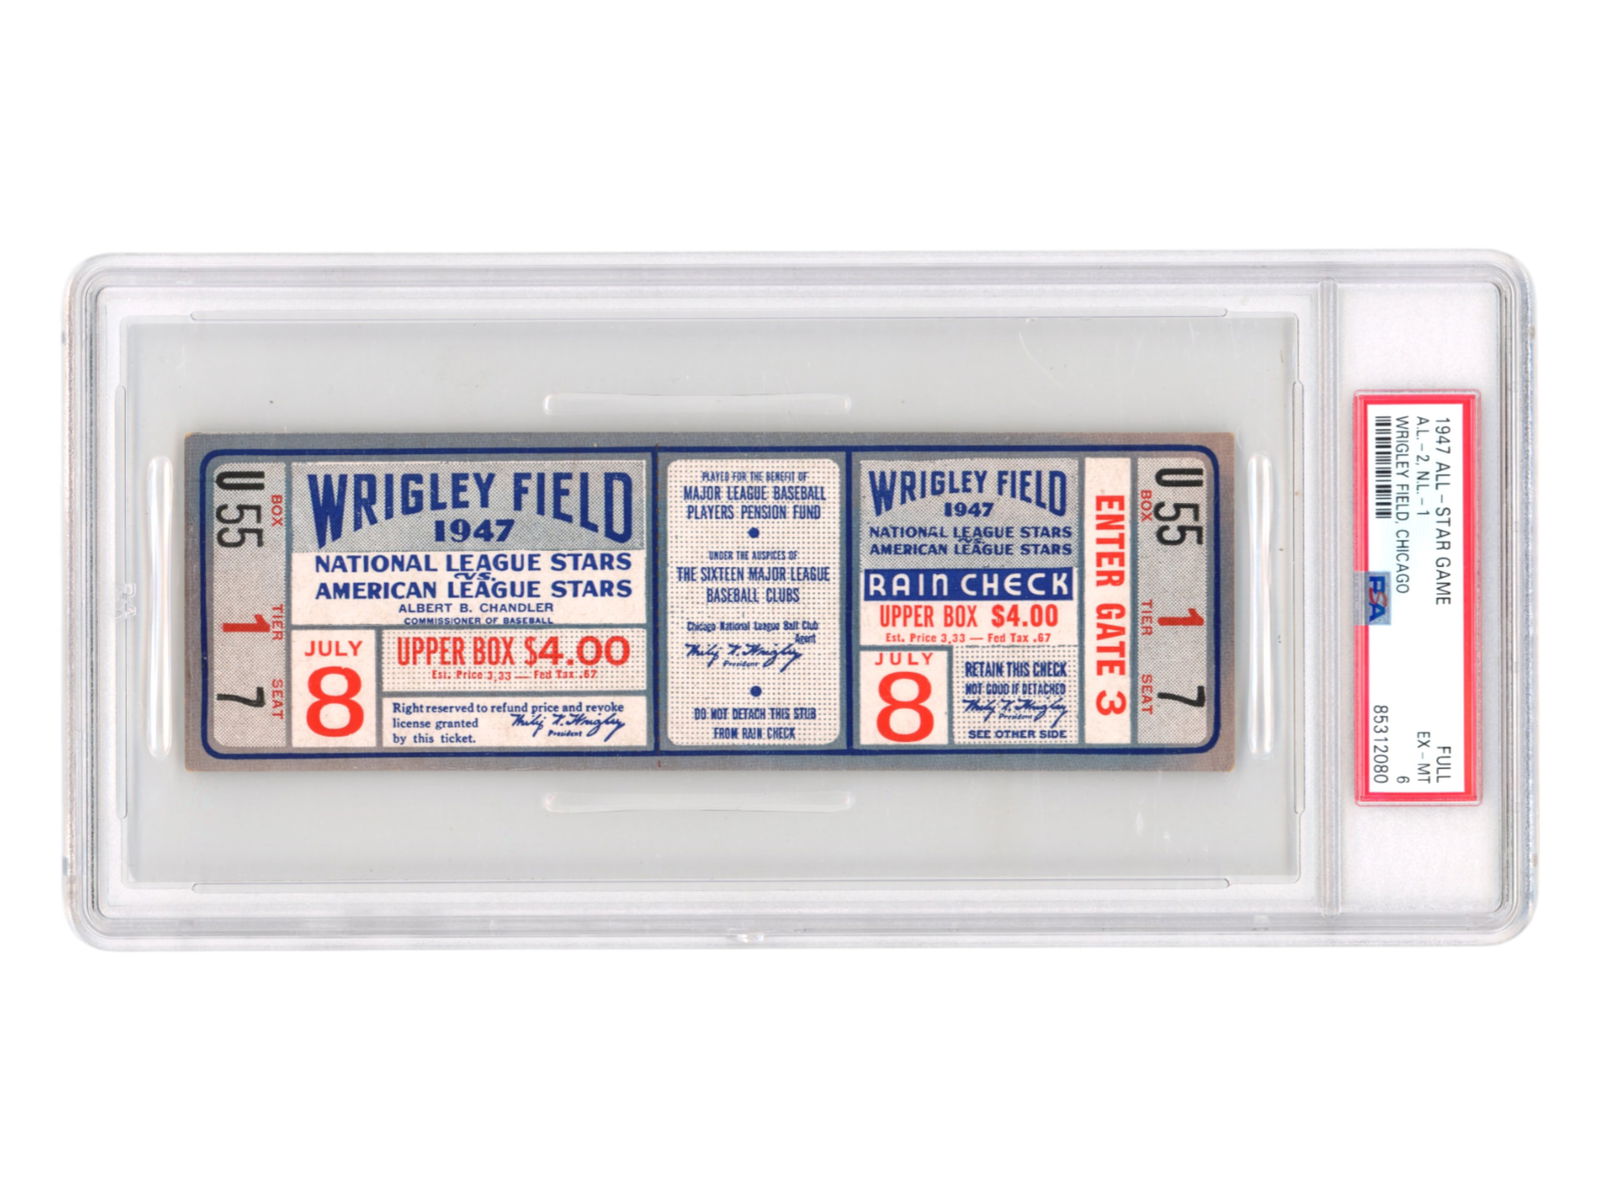 U 55
BOX
1
TIER
7
SEAT
WRIGLEY FIELD
1947
NATIONAL LEAGUE STARS
VS.
AMERICAN LEAGUE STARS
ALBERT B. CHANDLER
COMMISSIONER OF BASEBALL
JULY
8
UPPER BOX $4.00
Est. Price 3.33 — Fed Tax .67
Right reserved to refund price and revoke
license granted
by this ticket.
Philip K. Wrigley
President
PLAYED FOR THE BENEFIT OF
MAJOR LEAGUE BASEBALL
PLAYERS PENSION FUND
UNDER THE AUSPICES OF
THE SIXTEEN MAJOR LEAGUE
BASEBALL CLUBS
Chicago National League Ball Club
Agent
Philip K. Wrigley
President
DO NOT DETACH THIS STUB
FROM RAIN CHECK
WRIGLEY FIELD
1947
NATIONAL LEAGUE STARS
VS.
AMERICAN LEAGUE STARS
RAIN CHECK
UPPER BOX $4.00
Est. Price 3.33 — Fed Tax .67
JULY
8
RETAIN THIS CHECK
NOT GOOD IF DETACHED
Philip K. Wrigley
President
SEE OTHER SIDE
ENTER GATE 3
U 55
BOX
1
TIER
7
SEAT
1947 ALL-STAR GAME FULL
A.L.-2, N.L.-1 EX-MT
WRIGLEY FIELD, CHICAGO 6
85312080
PSA